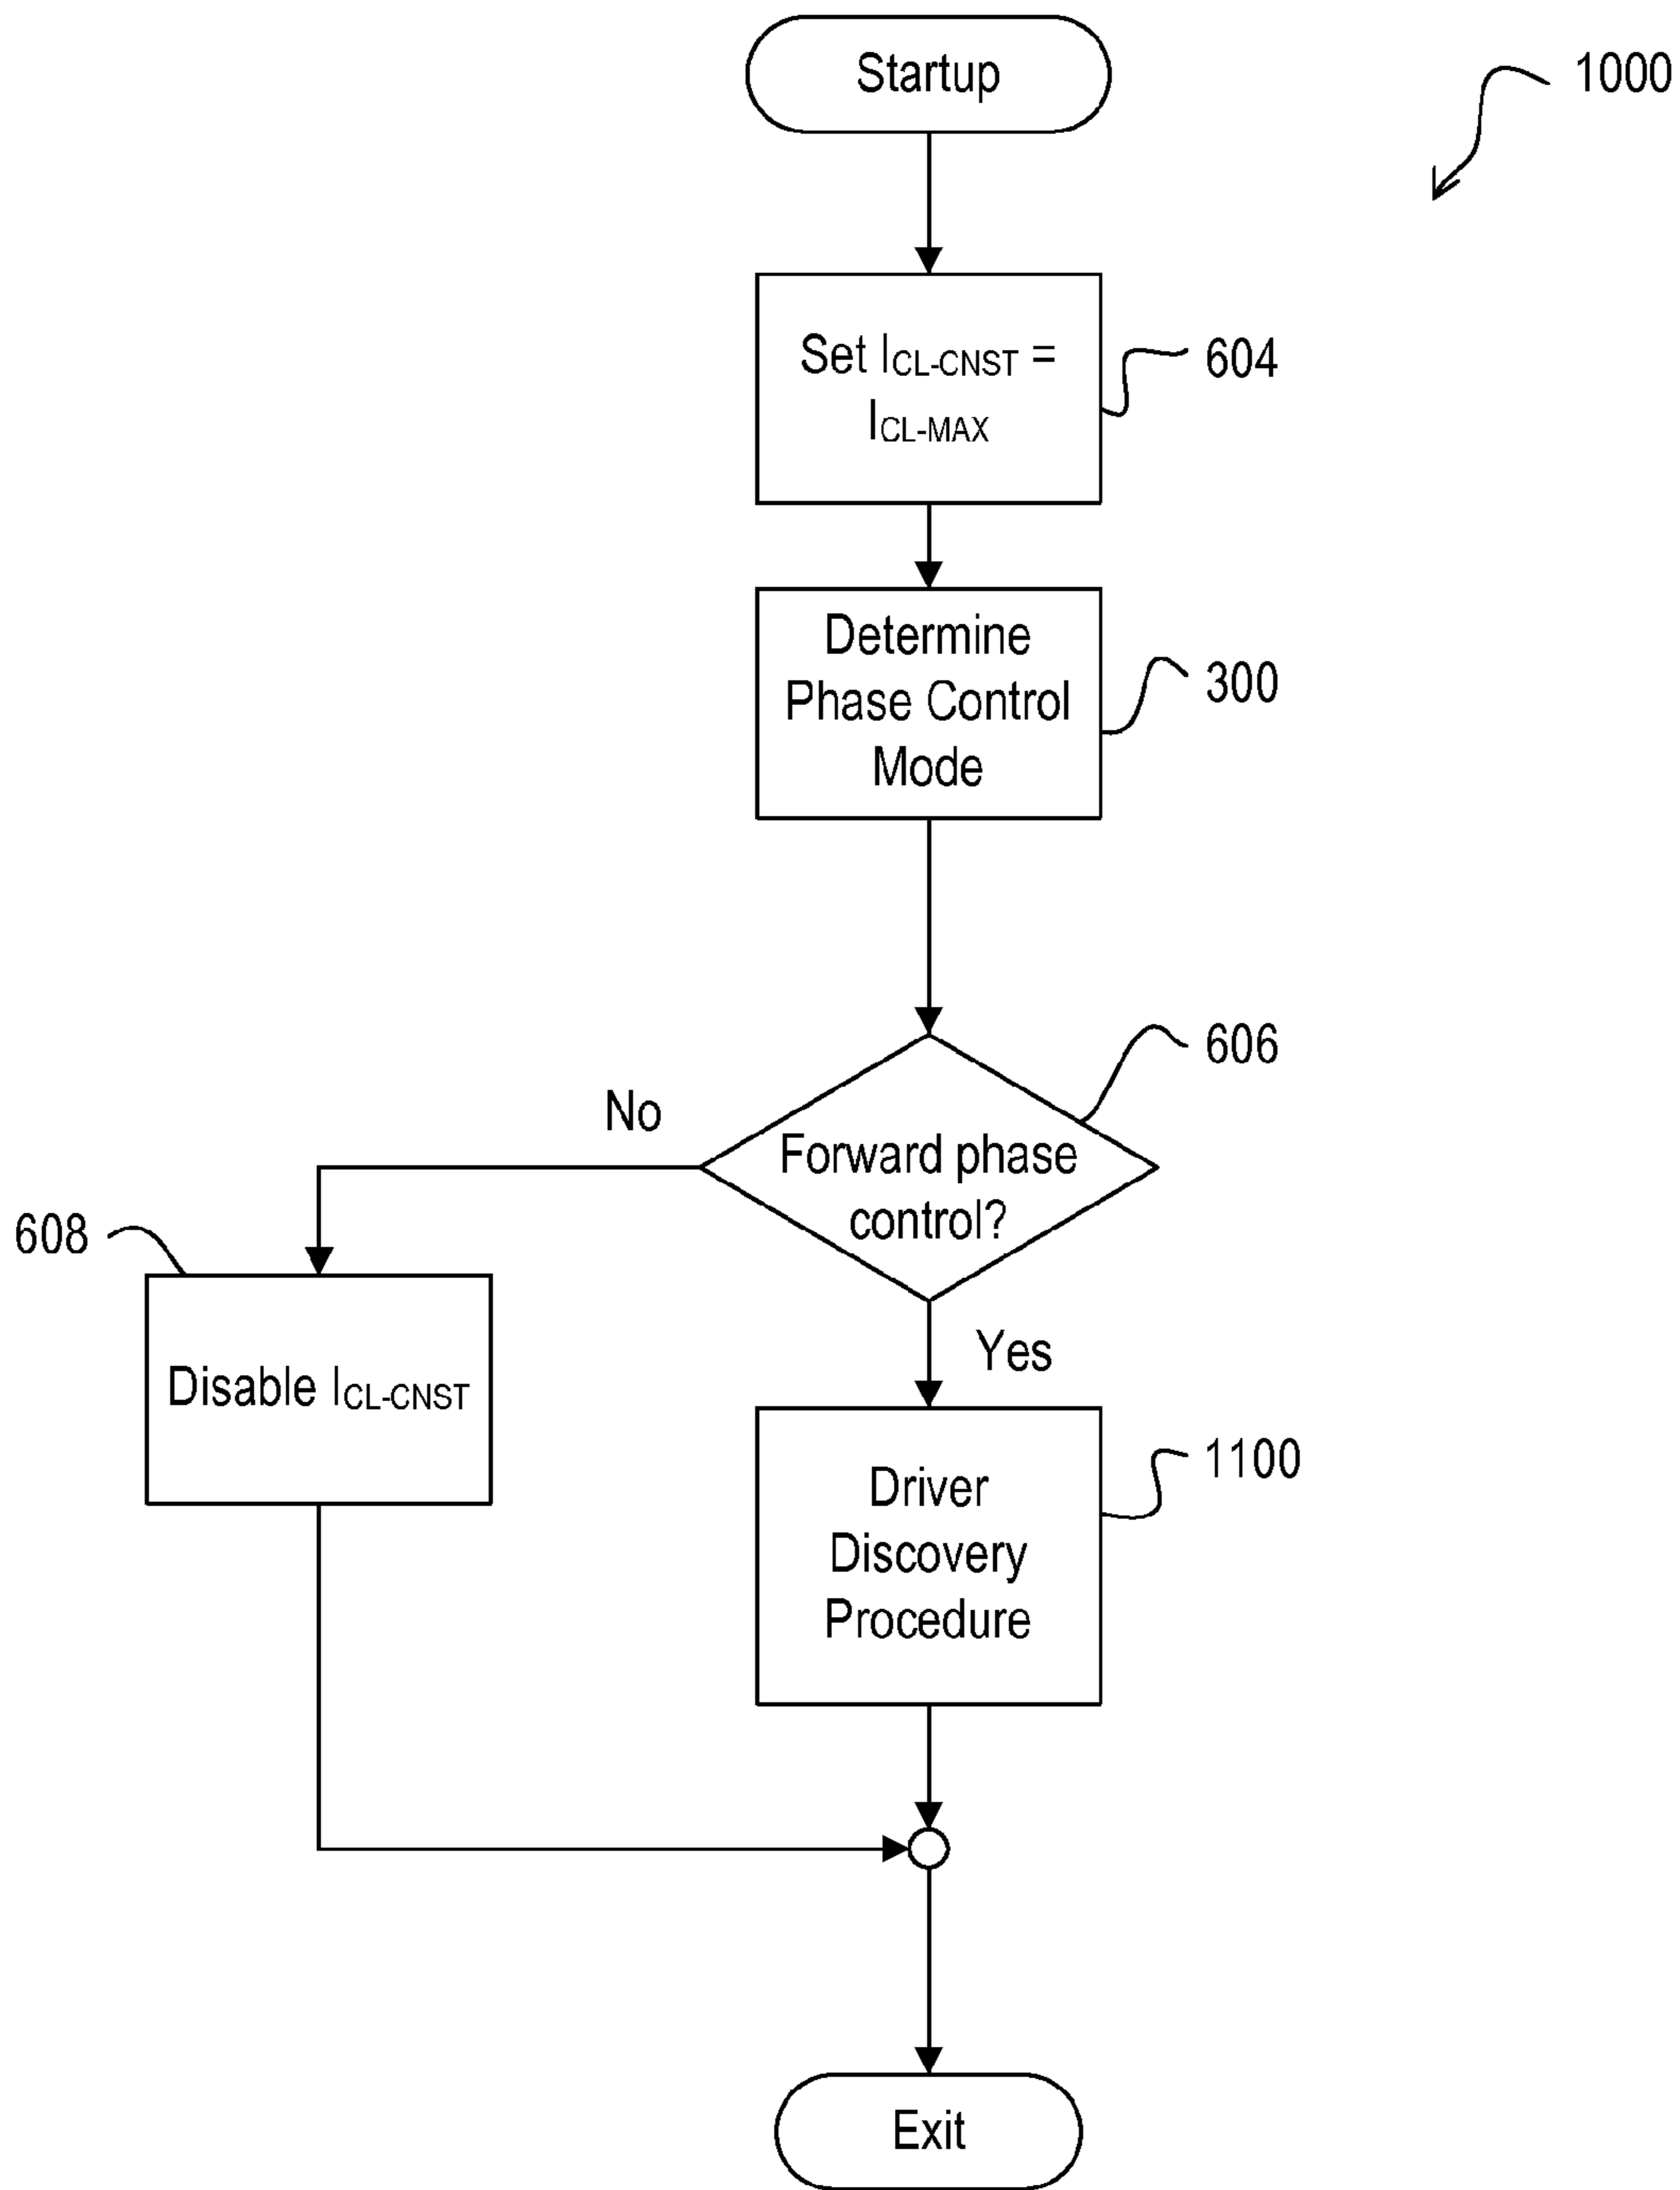 Startup
1000
Set ICL-CNST =
ICL-MAX
604
Determine
Phase Control
Mode
300
606
No
Forward phase
control?
608
Yes
Disable ICL-CNST
Driver
Discovery
Procedure
1100
Exit